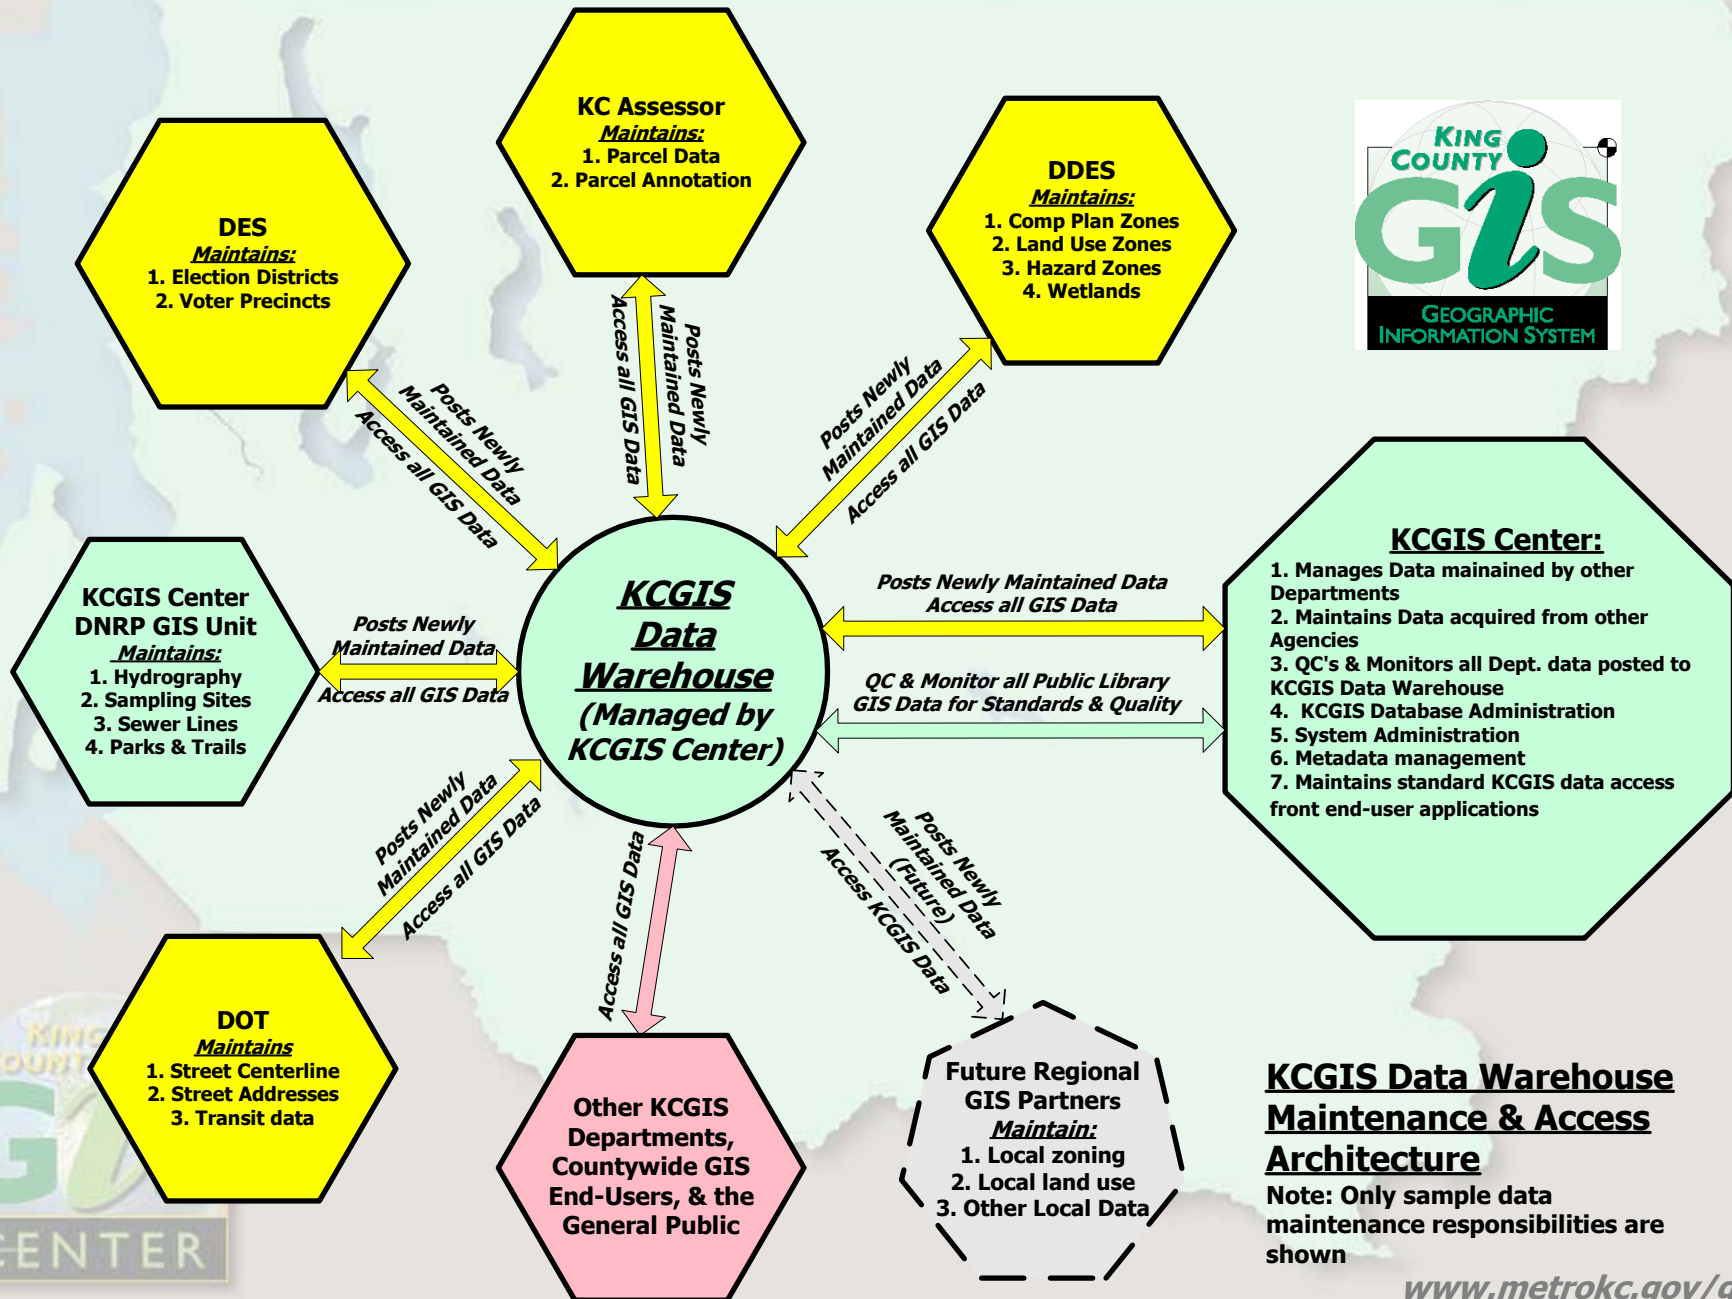 KC Assessor
Maintains:
1. Parcel Data
2. Parcel Annotation
DES
Maintains:
1. Election Districts
2. Voter Precincts
DDES
Maintains:
1. Comp Plan Zones
2. Land Use Zones
3. Hazard Zones
4. Wetlands
KING
COUNTY
GiS
GEOGRAPHIC
INFORMATION SYSTEM
Posts Newly
Maintained Data
Access all GIS Data
Access all GIS Data
Posts Newly
Maintained Data
Posts Newly
Maintained Data
Access all GIS Data
KCGIS Center
DNRP GIS Unit
Maintains:
1. Hydrography
2. Sampling Sites
3. Sewer Lines
4. Parks & Trails
Posts Newly
Maintained Data
Access all GIS Data
KCGIS
Data
Warehouse
(Managed by
KCGIS Center)
Posts Newly Maintained Data
Access all GIS Data
QC & Monitor all Public Library
GIS Data for Standards & Quality
KCGIS Center:
1. Manages Data mainained by other
Departments
2. Maintains Data acquired from other
Agencies
3. QC's & Monitors all Dept. data posted to
KCGIS Data Warehouse
4. KCGIS Database Administration
5. System Administration
6. Metadata management
7. Maintains standard KCGIS data access
front end-user applications
Posts Newly
Maintained Data
Access all GIS Data
Access all GIS Data
Posts Newly
Maintained Data
(Future)
Access KCGIS Data
DOT
Maintains
1. Street Centerline
2. Street Addresses
3. Transit data
Other KCGIS
Departments,
Countywide GIS
End-Users, & the
General Public
Future Regional
GIS Partners
Maintain:
1. Local zoning
2. Local land use
3. Other Local Data
KCGIS Data Warehouse
Maintenance & Access
Architecture
Note: Only sample data
maintenance responsibilities are
shown
KING
COUNTY
Gi
CENTER
www.metrokc.gov/g